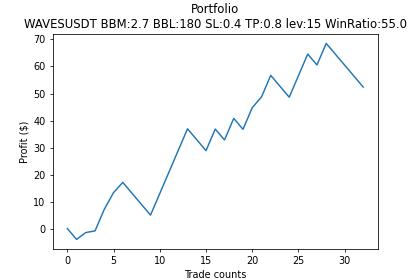 Portfolio
WAVESUSDT BBM:2.7 BBL:180 SL:0.4 TP:0.8 lev:15 WinRatio:55.0
70
60
50
40
30
20
10
0
Profit ($)
0 5 10 15 20 25 30
Trade counts